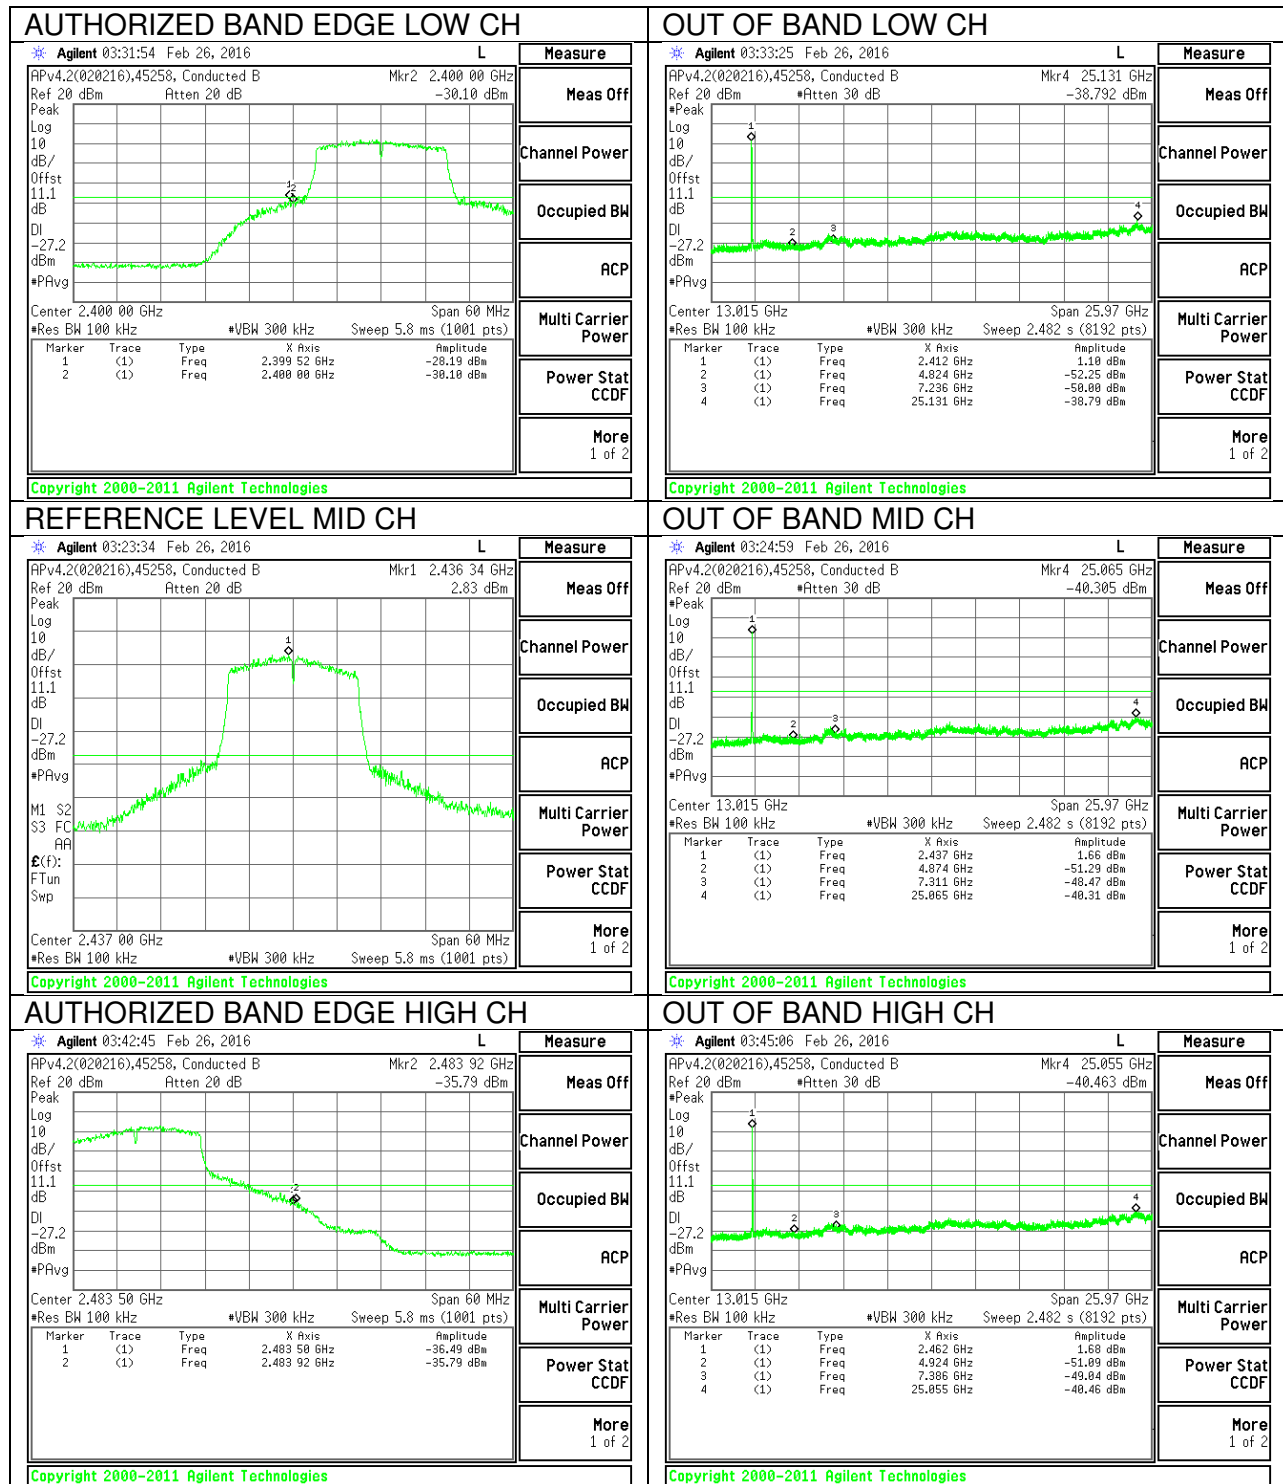 AUTHORIZED BAND EDGE LOW CH
Agilent 03:31:54 Feb 26, 2016 L Measure
APv4.2(020216),45258, Conducted B Mkr2 2.400 00 GHz
Ref 20 dBm Atten 20 dB -30.10 dBm Meas Off
Peak
Log
10
dB/ Channel Power
Offst
11.1
dB Occupied BW
DI
-27.2
dBm ACP
#PAvg
1 2
Center 2.400 00 GHz Span 60 MHz
#Res BW 100 kHz #VBW 300 kHz Sweep 5.8 ms (1001 pts)
Multi Carrier
Power
Marker Trace Type X Axis Amplitude
1 (1) Freq 2.399 52 GHz -28.19 dBm
2 (1) Freq 2.400 00 GHz -30.10 dBm
Power Stat
CCDF
More
1 of 2
Copyright 2000-2011 Agilent Technologies
OUT OF BAND LOW CH
Agilent 03:33:25 Feb 26, 2016 L Measure
APv4.2(020216),45258, Conducted B Mkr4 25.131 GHz
Ref 20 dBm #Atten 30 dB -38.792 dBm Meas Off
#Peak
Log
10
dB/ Channel Power
Offst
11.1
dB Occupied BW
DI
-27.2
dBm ACP
#PAvg
1 2 3 4
Center 13.015 GHz Span 25.97 GHz
#Res BW 100 kHz #VBW 300 kHz Sweep 2.482 s (8192 pts)
Multi Carrier
Power
Marker Trace Type X Axis Amplitude
1 (1) Freq 2.412 GHz 1.10 dBm
2 (1) Freq 4.824 GHz -52.25 dBm
3 (1) Freq 7.236 GHz -50.00 dBm
4 (1) Freq 25.131 GHz -38.79 dBm
Power Stat
CCDF
More
1 of 2
Copyright 2000-2011 Agilent Technologies
REFERENCE LEVEL MID CH
Agilent 03:23:34 Feb 26, 2016 L Measure
APv4.2(020216),45258, Conducted B Mkr1 2.436 34 GHz
Ref 20 dBm Atten 20 dB 2.83 dBm Meas Off
Peak
Log
10
dB/ Channel Power
Offst
11.1
dB Occupied BW
DI
-27.2
dBm ACP
#PAvg
1
M1 S2
S3 FC
AA
£(f):
FTun
Swp
Multi Carrier
Power
Power Stat
CCDF
More
1 of 2
Center 2.437 00 GHz Span 60 MHz
#Res BW 100 kHz #VBW 300 kHz Sweep 5.8 ms (1001 pts)
Copyright 2000-2011 Agilent Technologies
OUT OF BAND MID CH
Agilent 03:24:59 Feb 26, 2016 L Measure
APv4.2(020216),45258, Conducted B Mkr4 25.065 GHz
Ref 20 dBm #Atten 30 dB -40.305 dBm Meas Off
#Peak
Log
10
dB/ Channel Power
Offst
11.1
dB Occupied BW
DI
-27.2
dBm ACP
#PAvg
1 2 3 4
Center 13.015 GHz Span 25.97 GHz
#Res BW 100 kHz #VBW 300 kHz Sweep 2.482 s (8192 pts)
Multi Carrier
Power
Marker Trace Type X Axis Amplitude
1 (1) Freq 2.437 GHz 1.66 dBm
2 (1) Freq 4.874 GHz -51.29 dBm
3 (1) Freq 7.311 GHz -48.47 dBm
4 (1) Freq 25.065 GHz -40.31 dBm
Power Stat
CCDF
More
1 of 2
Copyright 2000-2011 Agilent Technologies
AUTHORIZED BAND EDGE HIGH CH
Agilent 03:42:45 Feb 26, 2016 L Measure
APv4.2(020216),45258, Conducted B Mkr2 2.483 92 GHz
Ref 20 dBm Atten 20 dB -35.79 dBm Meas Off
Peak
Log
10
dB/ Channel Power
Offst
11.1
dB Occupied BW
DI
-27.2
dBm ACP
#PAvg
2
Center 2.483 50 GHz Span 60 MHz
#Res BW 100 kHz #VBW 300 kHz Sweep 5.8 ms (1001 pts)
Multi Carrier
Power
Marker Trace Type X Axis Amplitude
1 (1) Freq 2.483 50 GHz -36.49 dBm
2 (1) Freq 2.483 92 GHz -35.79 dBm
Power Stat
CCDF
More
1 of 2
Copyright 2000-2011 Agilent Technologies
OUT OF BAND HIGH CH
Agilent 03:45:06 Feb 26, 2016 L Measure
APv4.2(020216),45258, Conducted B Mkr4 25.055 GHz
Ref 20 dBm #Atten 30 dB -40.463 dBm Meas Off
#Peak
Log
10
dB/ Channel Power
Offst
11.1
dB Occupied BW
DI
-27.2
dBm ACP
#PAvg
1 2 3 4
Center 13.015 GHz Span 25.97 GHz
#Res BW 100 kHz #VBW 300 kHz Sweep 2.482 s (8192 pts)
Multi Carrier
Power
Marker Trace Type X Axis Amplitude
1 (1) Freq 2.462 GHz 1.68 dBm
2 (1) Freq 4.924 GHz -51.09 dBm
3 (1) Freq 7.386 GHz -49.04 dBm
4 (1) Freq 25.055 GHz -40.46 dBm
Power Stat
CCDF
More
1 of 2
Copyright 2000-2011 Agilent Technologies